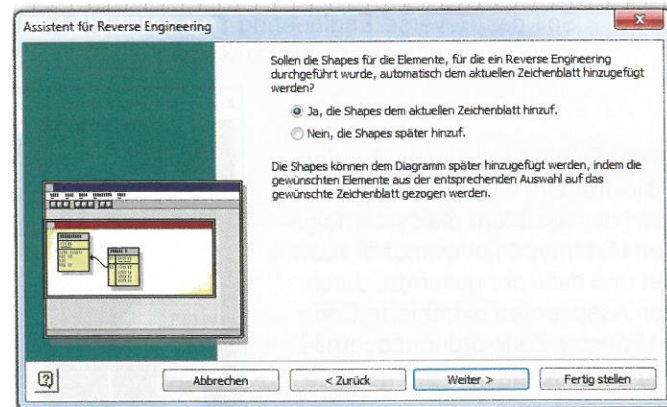 Assistent für Reverse Engineering
Sollen die Shapes für die Elemente, für die ein Reverse Engineering
durchgeführt wurde, automatisch dem aktuellen Zeichenblatt hinzugefügt
werden?
Ja, die Shapes dem aktuellen Zeichenblatt hinzuf.
Nein, die Shapes später hinzuf.
Die Shapes können dem Diagramm später hinzugefügt werden, indem die
gewünschten Elemente aus der entsprechenden Auswahl auf das
gewünschte Zeichenblatt gezogen werden.
?
Abbrechen
< Zurück
Weiter >
Fertig stellen